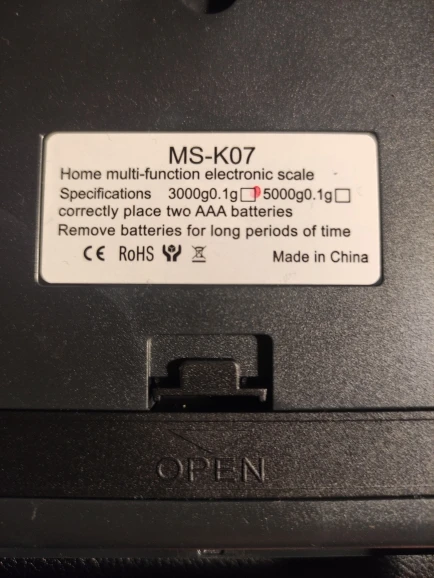 MS-K07
Home multi-function electronic scale
Specifications 3000g0.1g□ 5000g0.1g□
correctly place two AAA batteries
Remove batteries for long periods of time
CE RoHS Made in China
OPEN